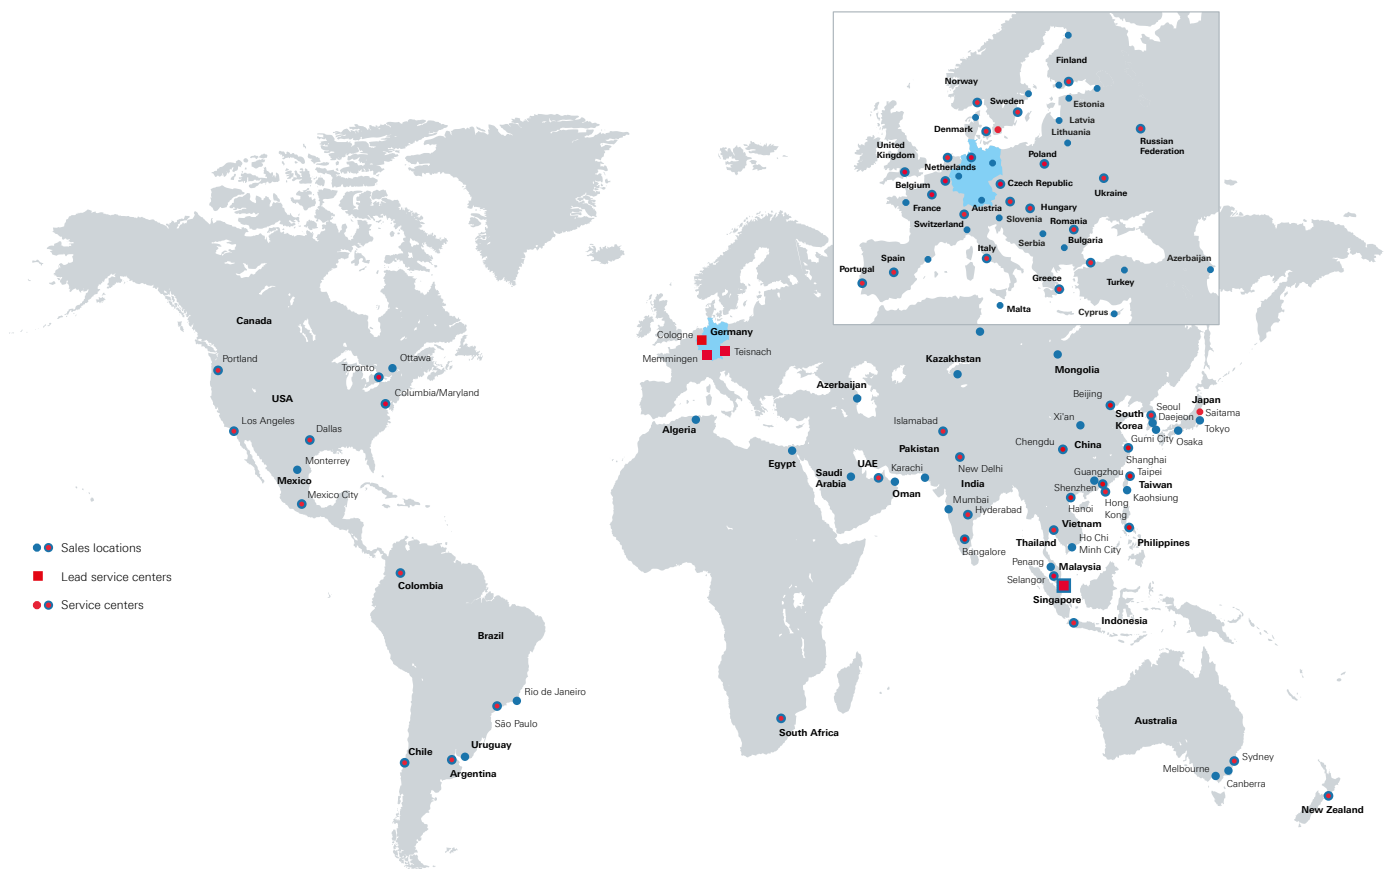 Finland
Norway
Sweden
Estonia
Latvia
Denmark
Lithuania
Russian
Federation
United
Kingdom
Poland
Netherlands
Belgium
Czech Republic
Ukraine
France
Austria
Hungary
Slovenia
Romania
Switzerland
Serbia
Bulgaria
Italy
Spain
Azerbaijan
Portugal
Greece
Turkey
Malta
Cyprus
Canada
Portland
Ottawa
Toronto
Columbia/Maryland
USA
Los Angeles
Dallas
Monterrey
Mexico
Mexico City
Cologne
Germany
Memmingen
Teisnach
Kazakhstan
Mongolia
Azerbaijan
Algeria
Egypt
Saudi
Arabia
UAE
Oman
Islamabad
Pakistan
Karachi
New Delhi
India
Mumbai
Hyderabad
Bangalore
Beijing
Xi'an
Chengdu
China
South
Korea
Seoul
Daejeon
Gumi City
Japan
Saitama
Tokyo
Osaka
Shanghai
Guangzhou
Taipei
Taiwan
Shenzhen
Kaohsiung
Hong
Kong
Hanoi
Vietnam
Thailand
Ho Chi
Minh City
Philippines
Penang
Malaysia
Selangor
Singapore
Indonesia
Sales locations
Lead service centers
Service centers
Colombia
Brazil
Rio de Janeiro
São Paulo
Uruguay
Chile
Argentina
South Africa
Australia
Sydney
Melbourne
Canberra
New Zealand